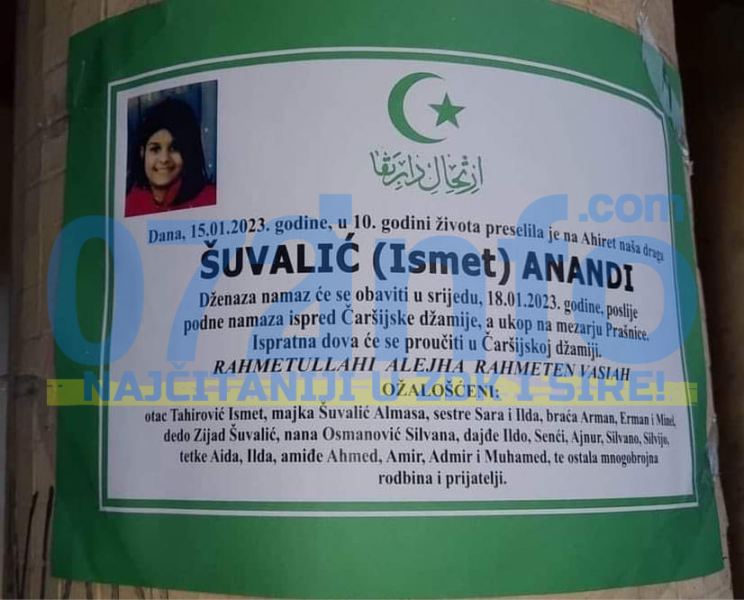 ارتحال دار بقا
Dana, 15.01.2023. godine, u 10. godini života preselila je na Ahiret naša draga
ŠUVALIĆ (Ismet) ANANDI
Dženaza namaz će se obaviti u srijedu, 18.01.2023. godine, poslije
podne namaza ispred Čaršijske džamije, a ukop na mezarju Prašnice.
Ispratna dova će se proučiti u Čaršijskoj džamiji.
RAHMETULLAHI ALEJHA RAHMETEN VASIAH
OŽALOŠĆENI:
otac Tahirović Ismet, majka Šuvalić Almasa, sestre Sara i Ilda, braća Arman, Erman i
dedo Zijad Šuvalić, nana Osmanović Silvana, dajdže Ildo, Senći, Ajnur, Silvano, Silvijo,
tetke Aida, Ilda, amidže Ahmed, Amir, Admir i Muhamed, te ostala mnogobrojna
rodbina i prijatelji.
072info.com
NAJČITANIJI U ZDK I ŠIRE!